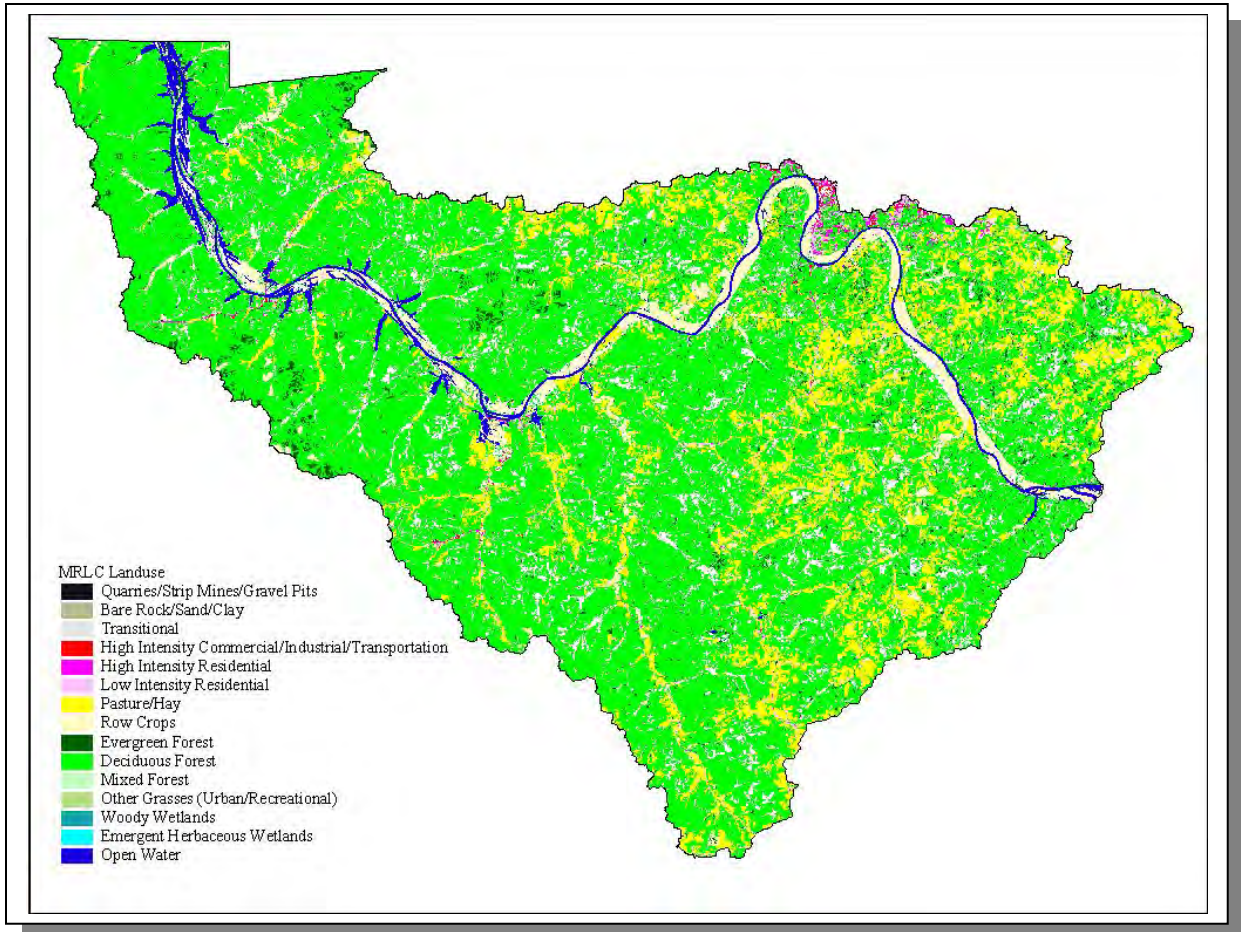 MRLC Landuse
Quarries/Strip Mines/Gravel Pits
Bare Rock/Sand/Clay
Transitional
High Intensity Commercial/Industrial/Transportation
High Intensity Residential
Low Intensity Residential
Pasture/Hay
Row Crops
Evergreen Forest
Deciduous Forest
Mixed Forest
Other Grasses (Urban/Recreational)
Woody Wetlands
Emergent Herbaceous Wetlands
Open Water